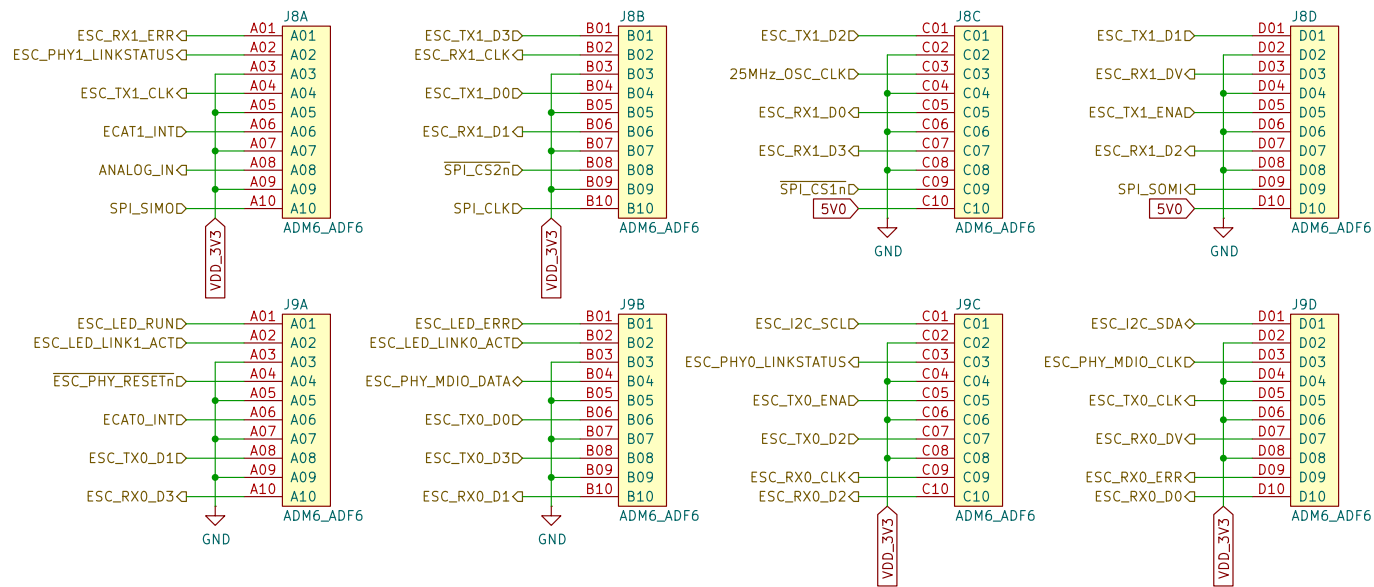 J8A
ESC_RX1_ERR A01 A01
ESC_PHY1_LINKSTATUS A02 A02
A03 A03
ESC_TX1_CLK A04 A04
A05 A05
ECAT1_INT A06 A06
A07 A07
ANALOG_IN A08 A08
A09 A09
SPI_SIMO A10 A10
ADM6_ADF6
VDD_3V3
J8B
ESC_TX1_D3 B01 B01
ESC_RX1_CLK B02 B02
B03 B03
ESC_TX1_D0 B04 B04
B05 B05
ESC_RX1_D1 B06 B06
B07 B07
SPI_CS2n B08 B08
B09 B09
SPI_CLK B10 B10
ADM6_ADF6
VDD_3V3
J8C
ESC_TX1_D2 C01 C01
C02 C02
25MHz_OSC_CLK C03 C03
C04 C04
ESC_RX1_D0 C05 C05
C06 C06
ESC_RX1_D3 C07 C07
C08 C08
SPI_CS1n C09 C09
5V0 C10 C10
ADM6_ADF6
GND
J8D
ESC_TX1_D1 D01 D01
D02 D02
ESC_RX1_DV D03 D03
D04 D04
ESC_TX1_ENA D05 D05
D06 D06
ESC_RX1_D2 D07 D07
D08 D08
SPI_SOMI D09 D09
5V0 D10 D10
ADM6_ADF6
GND
J9A
ESC_LED_RUN A01 A01
ESC_LED_LINK1_ACT A02 A02
A03 A03
ESC_PHY_RESETn A04 A04
A05 A05
ECAT0_INT A06 A06
A07 A07
ESC_TX0_D1 A08 A08
A09 A09
ESC_RX0_D3 A10 A10
ADM6_ADF6
GND
J9B
ESC_LED_ERR B01 B01
ESC_LED_LINK0_ACT B02 B02
B03 B03
ESC_PHY_MDIO_DATA B04 B04
B05 B05
ESC_TX0_D0 B06 B06
B07 B07
ESC_TX0_D3 B08 B08
B09 B09
ESC_RX0_D1 B10 B10
ADM6_ADF6
GND
J9C
ESC_I2C_SCL C01 C01
C02 C02
ESC_PHY0_LINKSTATUS C03 C03
C04 C04
ESC_TX0_ENA C05 C05
C06 C06
ESC_TX0_D2 C07 C07
C08 C08
ESC_RX0_CLK C09 C09
ESC_RX0_D2 C10 C10
ADM6_ADF6
VDD_3V3
J9D
ESC_I2C_SDA D01 D01
D02 D02
ESC_PHY_MDIO_CLK D03 D03
D04 D04
ESC_TX0_CLK D05 D05
D06 D06
ESC_RX0_DV D07 D07
D08 D08
ESC_RX0_ERR D09 D09
ESC_RX0_D0 D10 D10
ADM6_ADF6
VDD_3V3